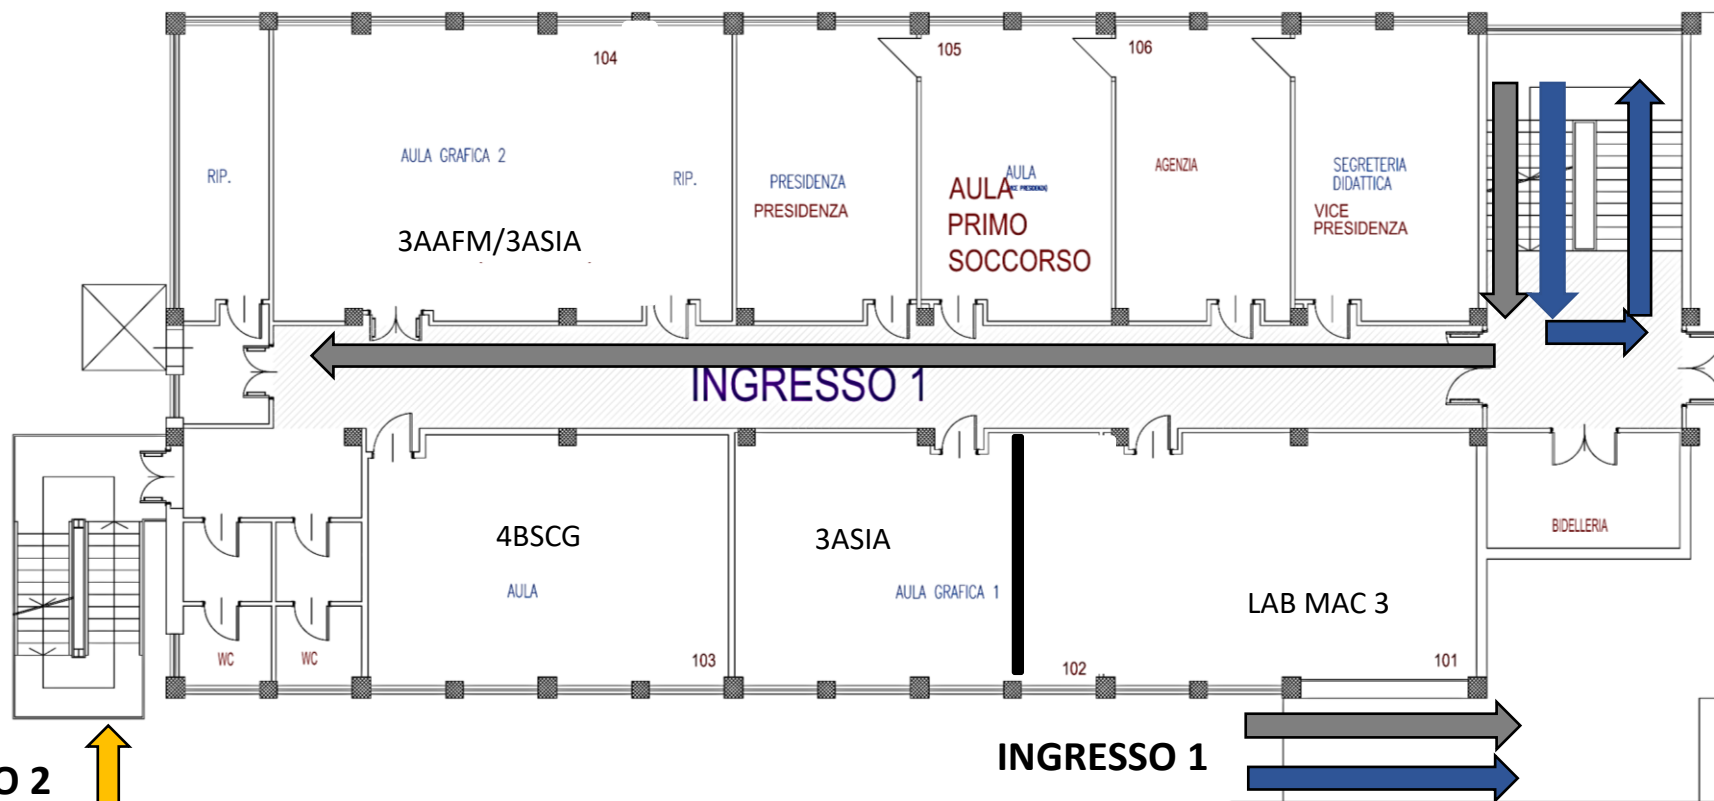 104
105
106
RIP.
AULA GRAFICA 2
RIP.
3AAFM/3ASIA
PRESIDENZA
PRESIDENZA
AULA
AULA
PRIMO
SOCCORSO
AGENZIA
SEGRETERIA
DIDATTICA
VICE
PRESIDENZA
INGRESSO 1
4BSCG
AULA
103
3ASIA
AULA GRAFICA 1
102
LAB MAC 3
101
BIDELLERIA
WC
WC
O 2
INGRESSO 1